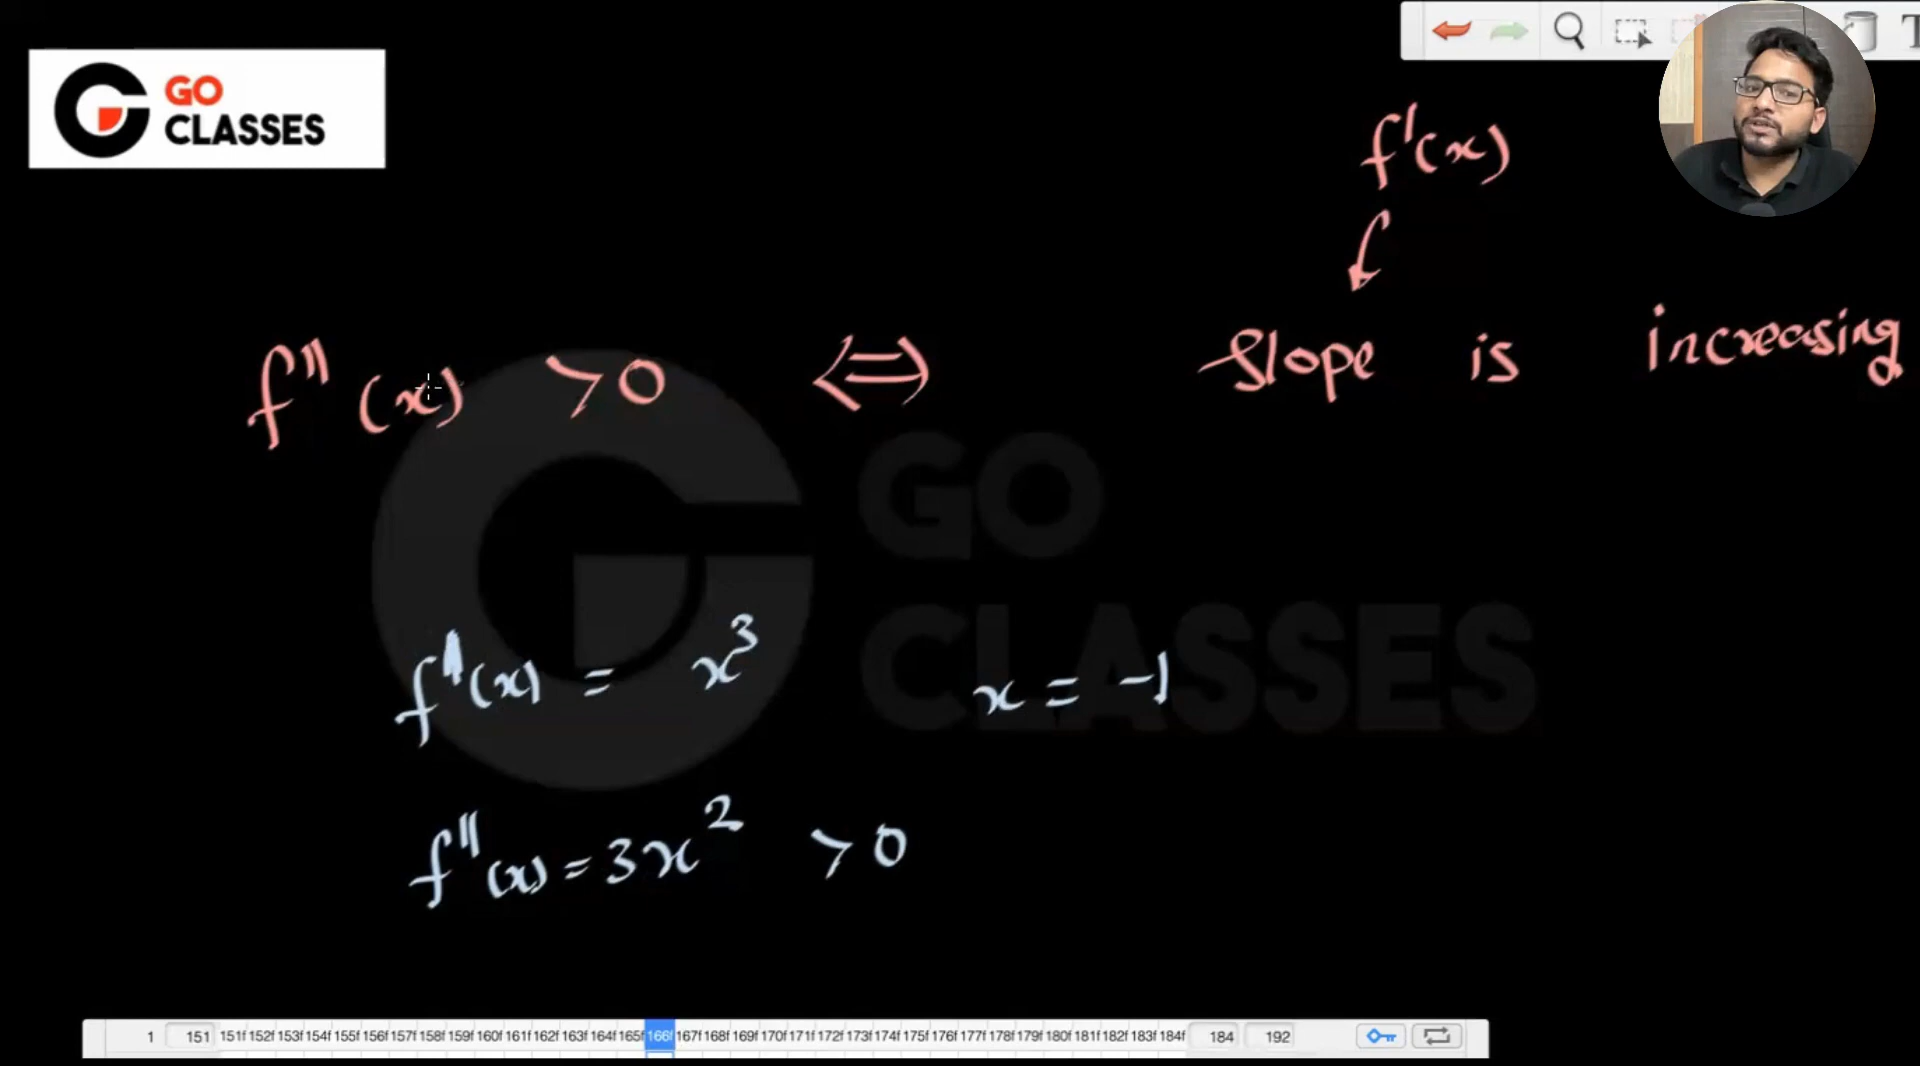 GO
CLASSES
f'(x)
f''(x) >0 <=> Slope is increasing
GO
CLASSES
f'(x) = x³ x = -1
f''(x) = 3x² >0
1 151 151f 152f 153f 154f 155f 156f 157f 158f 159f 160f 161f 162f 163f 164f 165f 166f 167f 168f 169f 170f 171f 172f 173f 174f 175f 176f 177f 178f 179f 180f 181f 182f 183f 184f 184 192